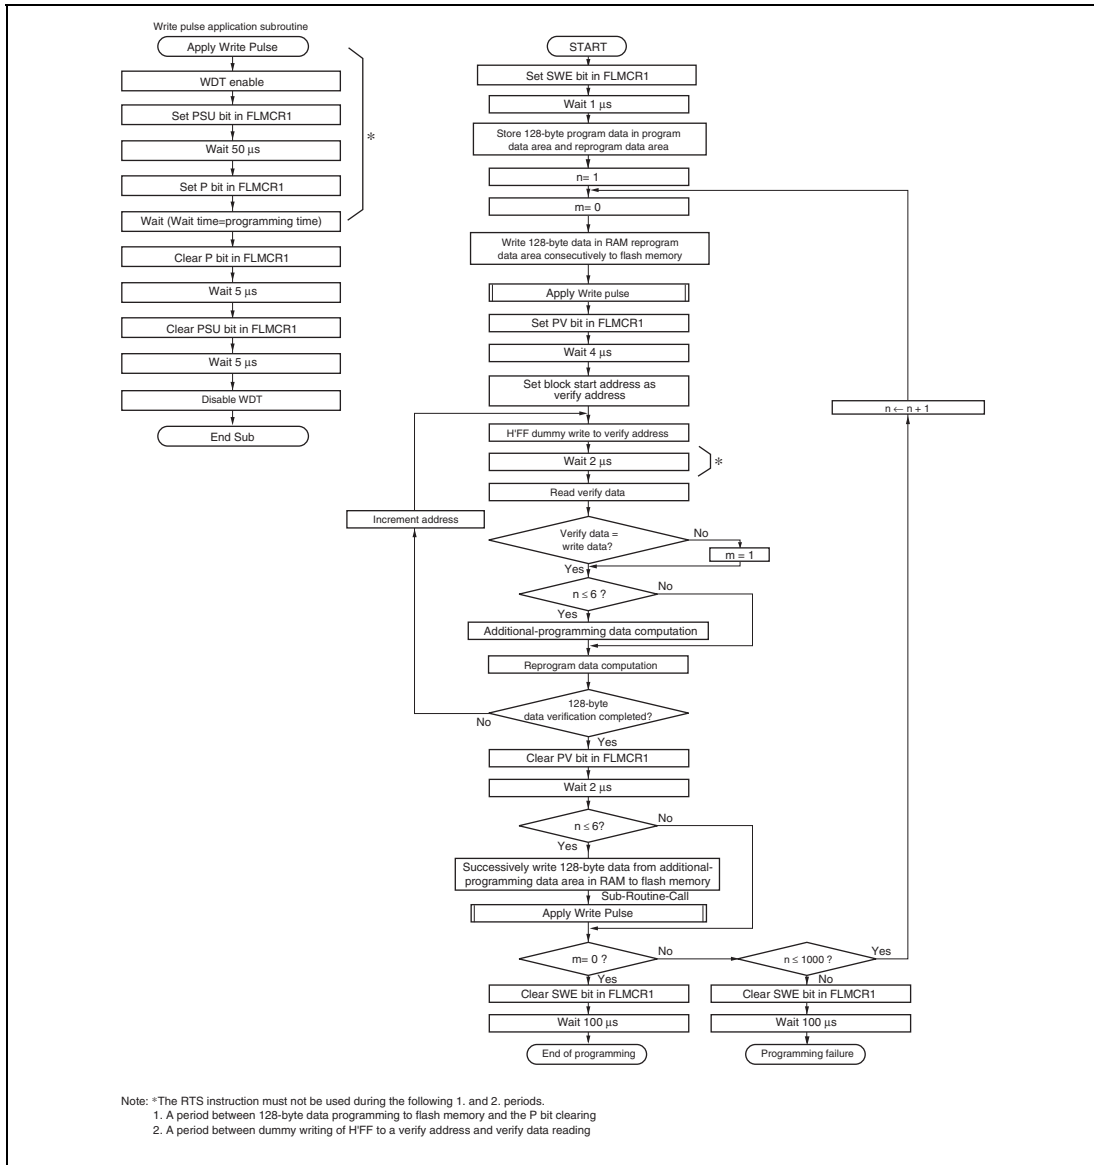 Write pulse application subroutine
Apply Write Pulse
WDT enable
Set PSU bit in FLMCR1
Wait 50 μs
Set P bit in FLMCR1
Wait (Wait time=programming time)
Clear P bit in FLMCR1
Wait 5 μs
Clear PSU bit in FLMCR1
Wait 5 μs
Disable WDT
End Sub
*
START
Set SWE bit in FLMCR1
Wait 1 μs
Store 128-byte program data in program
data area and reprogram data area
n= 1
m= 0
Write 128-byte data in RAM reprogram
data area consecutively to flash memory
Apply Write pulse
Set PV bit in FLMCR1
Wait 4 μs
Set block start address as
verify address
n ← n + 1
H'FF dummy write to verify address
Wait 2 μs
*
Read verify data
Increment address
Verify data =
write data?
No
m = 1
Yes
n ≤ 6 ?
No
Yes
Additional-programming data computation
Reprogram data computation
128-byte
data verification completed?
No
Yes
Clear PV bit in FLMCR1
Wait 2 μs
n ≤ 6?
No
Yes
Successively write 128-byte data from additional-
programming data area in RAM to flash memory
Sub-Routine-Call
Apply Write Pulse
m= 0 ?
No
n ≤ 1000 ?
Yes
Yes
No
Clear SWE bit in FLMCR1
Clear SWE bit in FLMCR1
Wait 100 μs
Wait 100 μs
End of programming
Programming failure
Note: *The RTS instruction must not be used during the following 1. and 2. periods.
1. A period between 128-byte data programming to flash memory and the P bit clearing
2. A period between dummy writing of H'FF to a verify address and verify data reading